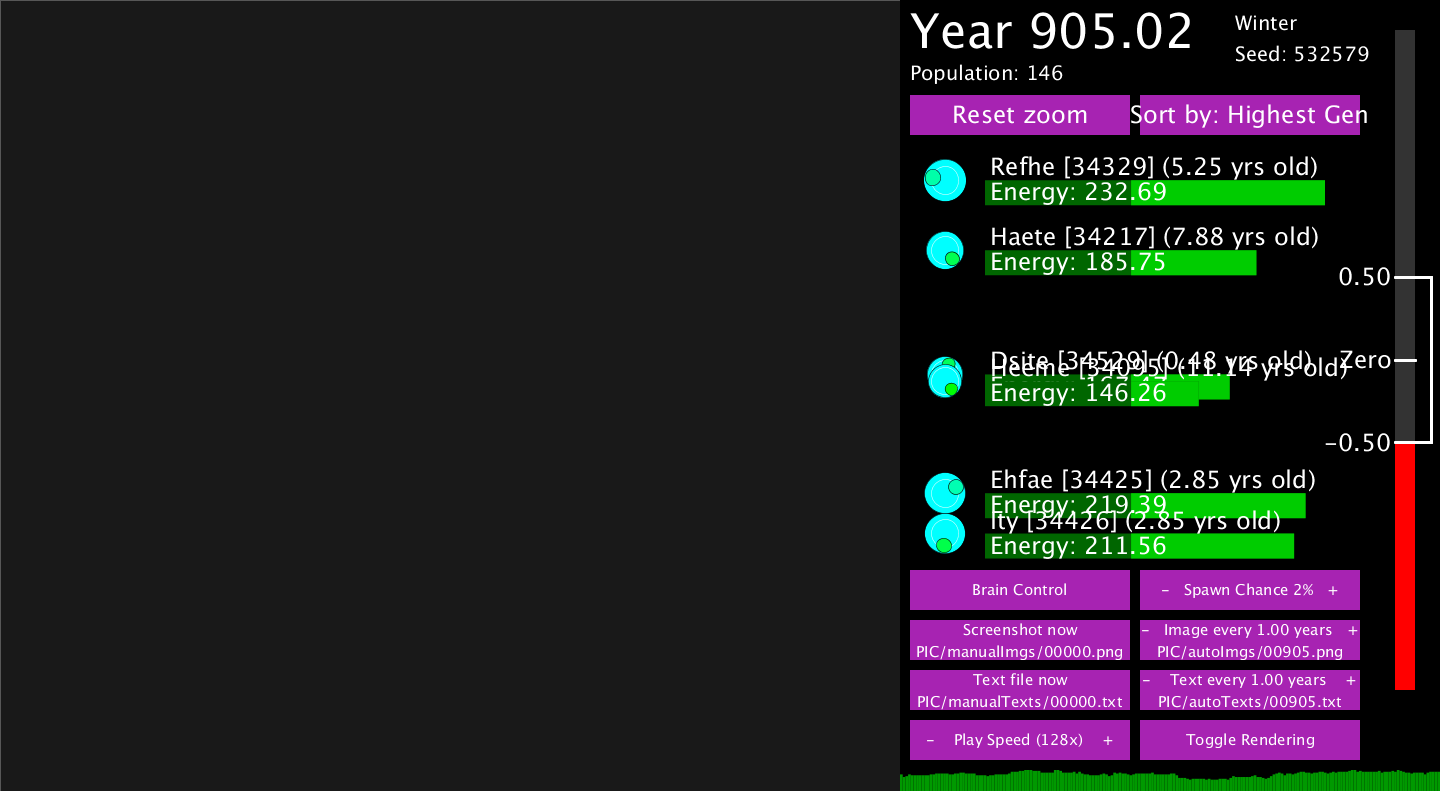 Year 905.02
Winter
Seed: 532579
Population: 146
Reset zoom
Sort by: Highest Gen
Refhe [34329] (5.25 yrs old)
Energy: 232.69
Haete [34217] (7.88 yrs old)
Energy: 185.75
0.50
Dsite [34529] (0.48 yrs old)
Zero
[34095] (11.14 yrs old)
Energy: 146.26
-0.50
Ehfae [34425] (2.85 yrs old)
Energy: 219.39
Ity [34426] (2.85 yrs old)
Energy: 211.56
Brain Control
- Spawn Chance 2% +
Screenshot now
PIC/manualImgs/00000.png
- Image every 1.00 years +
PIC/autoImgs/00905.png
Text file now
PIC/manualTexts/00000.txt
- Text every 1.00 years +
PIC/autoTexts/00905.txt
- Play Speed (128x) +
Toggle Rendering